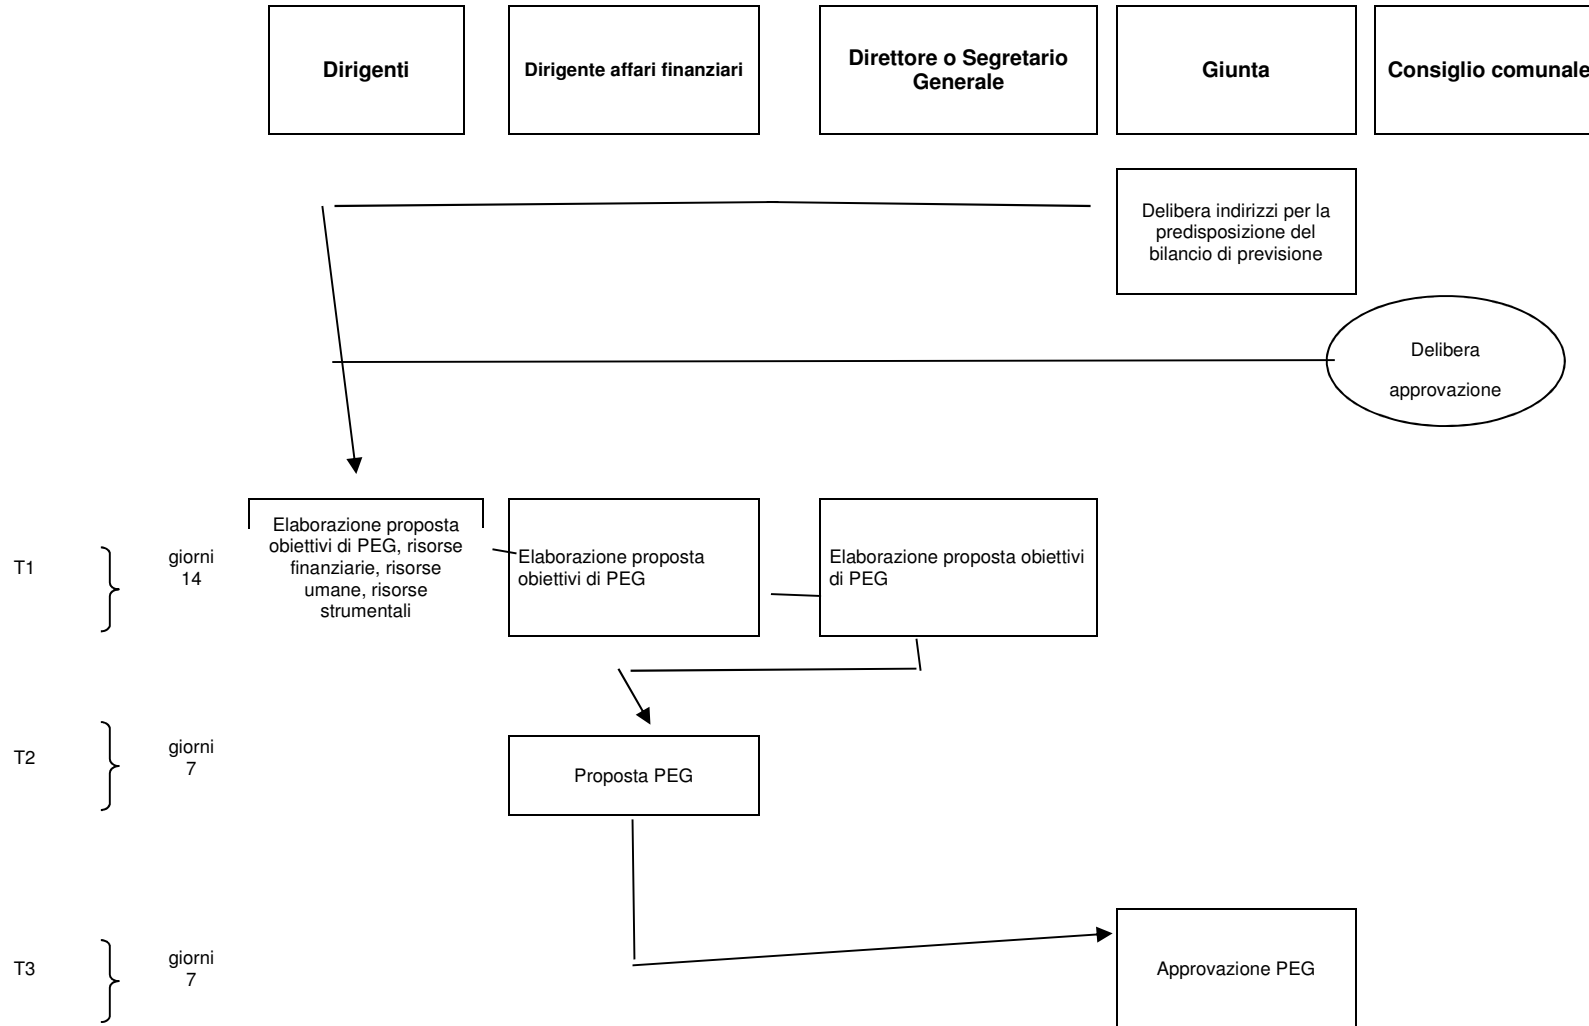 Dirigenti
Dirigente affari finanziari
Direttore o Segretario
Generale
Giunta
Consiglio comunale
Delibera indirizzi per la
predisposizione del
bilancio di previsione
Delibera
approvazione
T1
giorni
14
Elaborazione proposta
obiettivi di PEG, risorse
finanziarie, risorse
umane, risorse
strumentali
Elaborazione proposta
obiettivi di PEG
Elaborazione proposta obiettivi
di PEG
T2
giorni
7
Proposta PEG
T3
giorni
7
Approvazione PEG